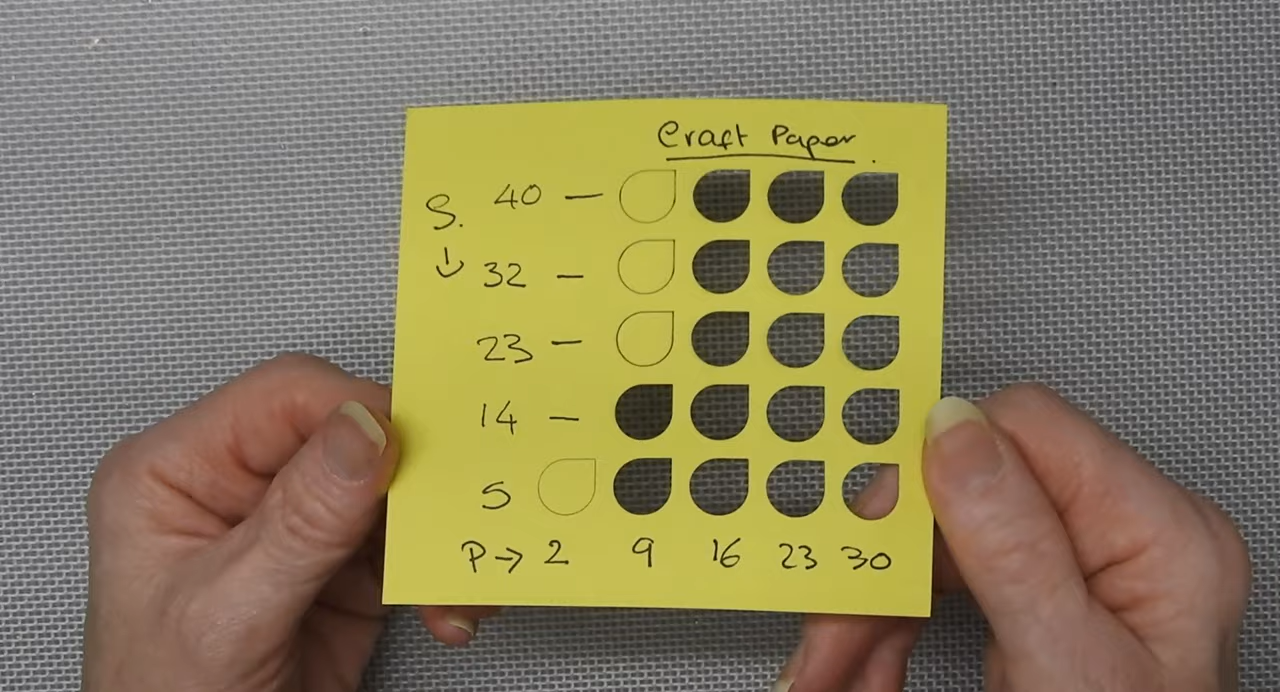 Craft Paper.
S. 40 —
↓ 32 —
23 —
14 —
5
P → 2 9 16 23 30